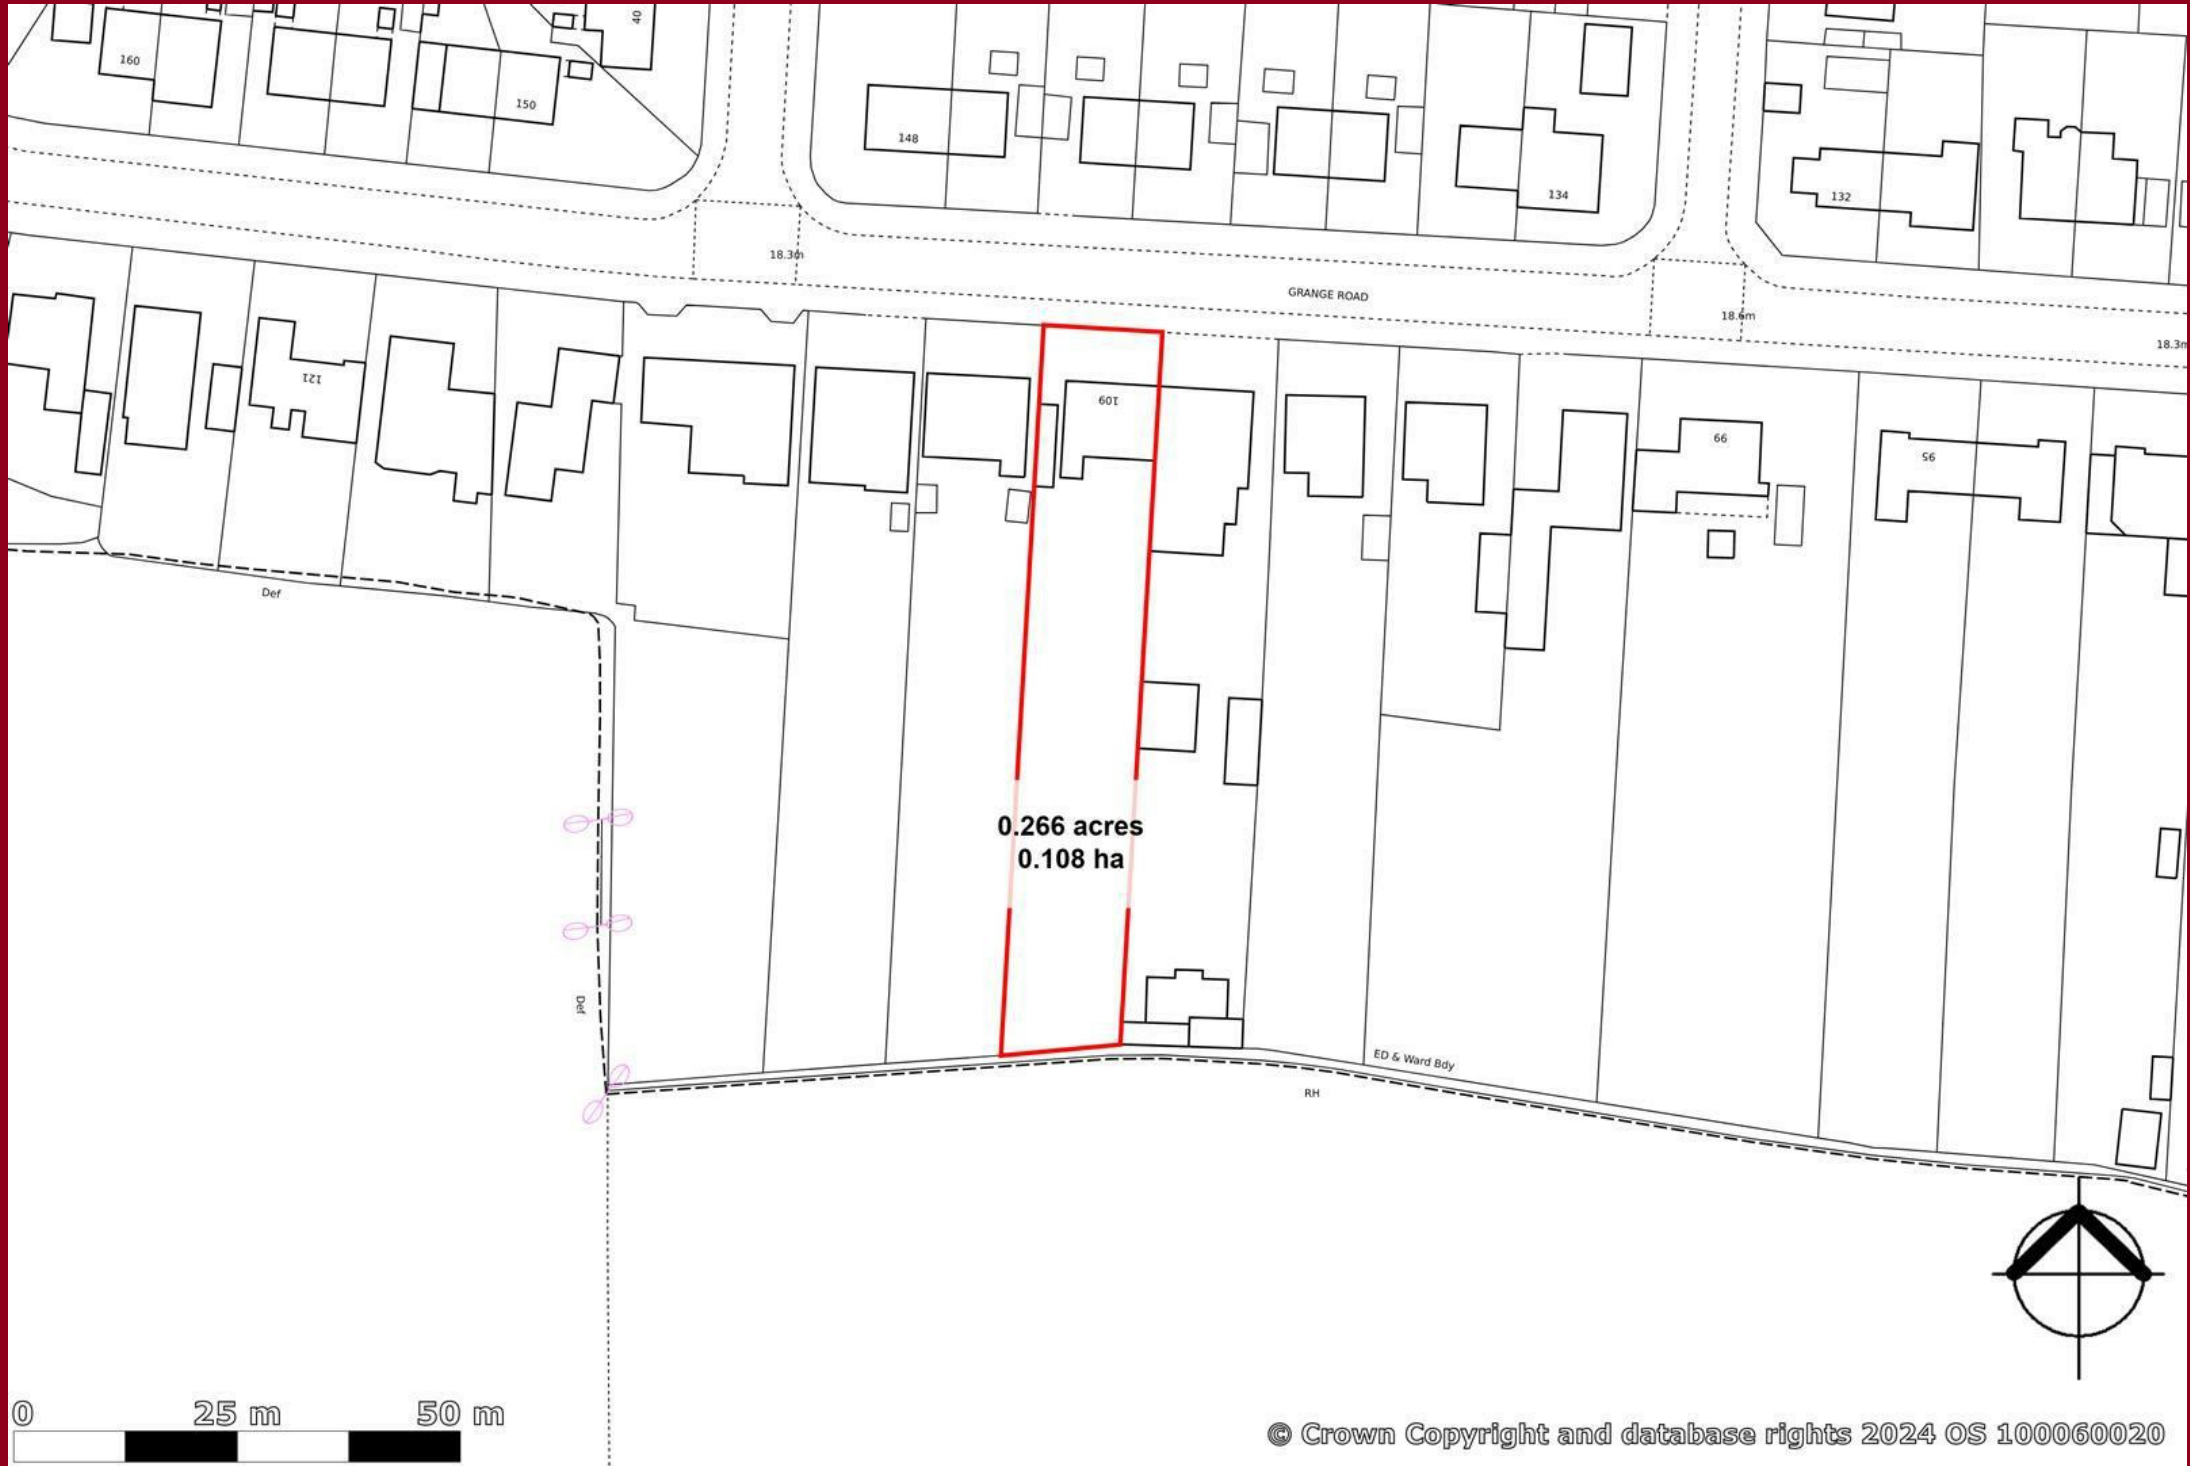 40
160
150
148
134
132
18.3m
GRANGE ROAD
18.6m
18.3m
121
109
99
95
Def
0.266 acres
0.108 ha
Def
ED & Ward Bdy
RH
0 25 m 50 m
© Crown Copyright and database rights 2024 OS 1000060020